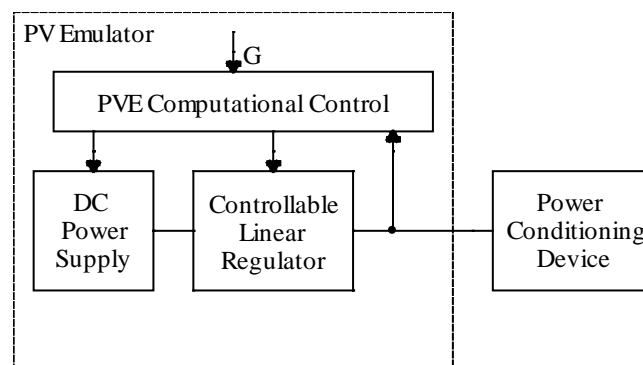 PV Emulator
G
PVE Computational Control
DC
Power
Supply
Controllable
Linear
Regulator
Power
Conditioning
Device